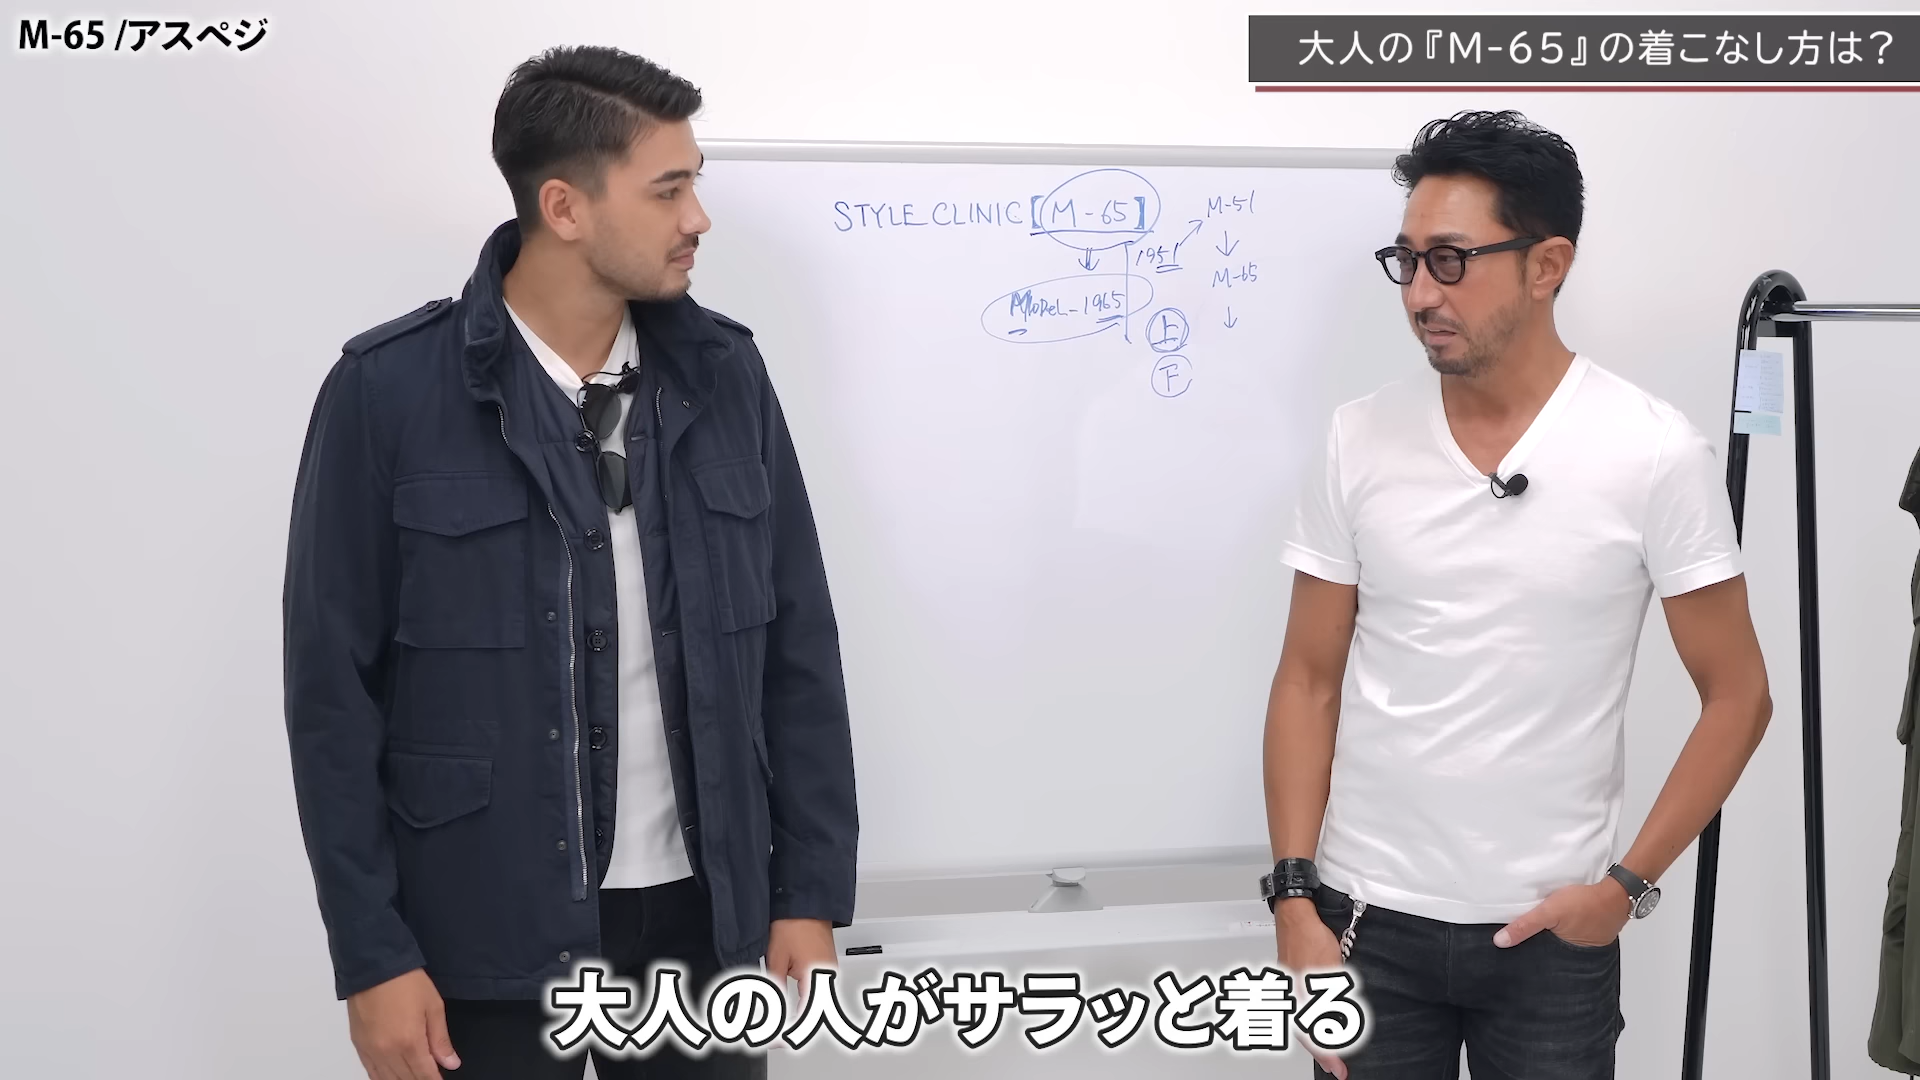 M-65 /アスペジ
大人の『M-65』の着こなし方は？
STYLE CLINIC【M-65】
M-51
1951
M-65
MODEL-1965
上
下
大人の人がサラッと着る